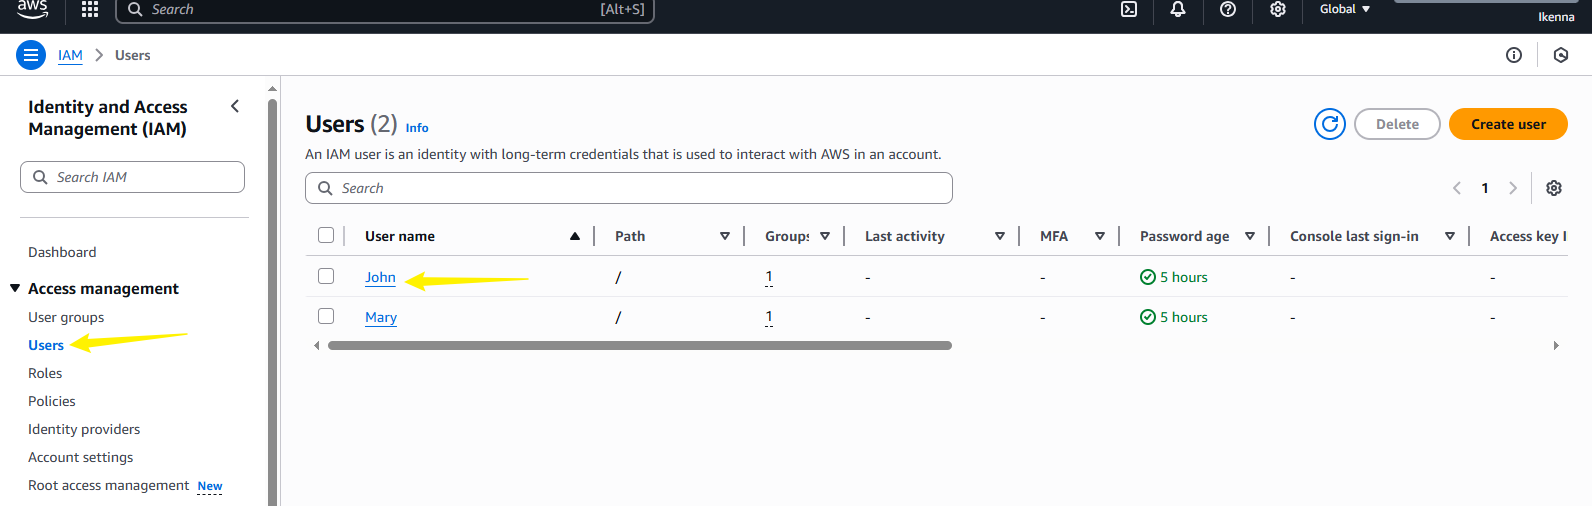 aws
Search [Alt+S]
Global
Ikenna
IAM > Users
Identity and Access
Management (IAM)
Search IAM
Dashboard
Access management
User groups
Users
Roles
Policies
Identity providers
Account settings
Root access management New
Users (2) Info
Delete
Create user
An IAM user is an identity with long-term credentials that is used to interact with AWS in an account.
Search
1
User name Path Groups Last activity MFA Password age Console last sign-in Access key I
John / 1 - - 5 hours - -
Mary / 1 - - 5 hours - -